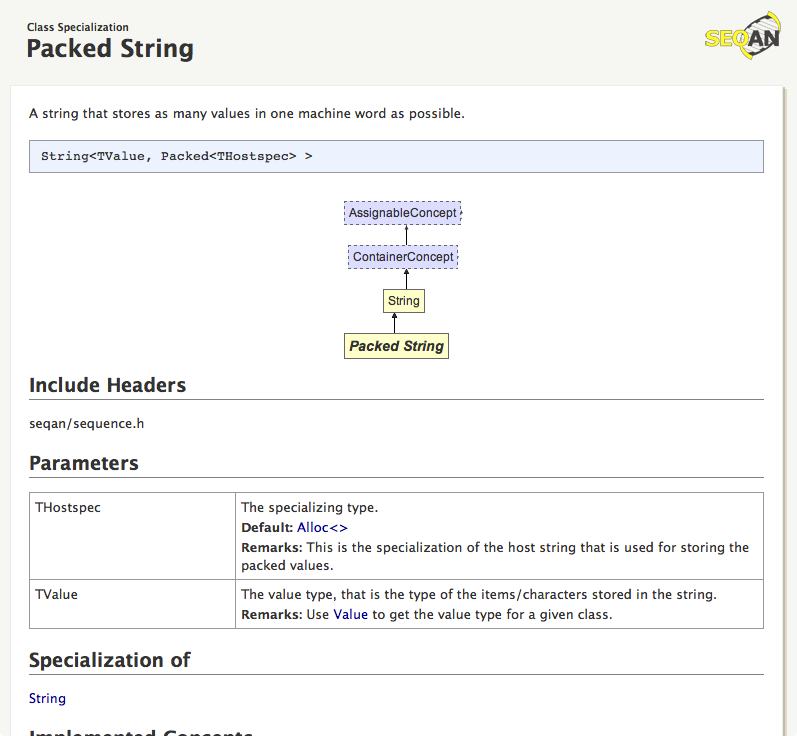 Class Specialization
Packed String
SEQAN
A string that stores as many values in one machine word as possible.
String<TValue, Packed<THostspec> >
AssignableConcept
ContainerConcept
String
Packed String
Include Headers
seqan/sequence.h
Parameters
THostspec
The specializing type.
Default: Alloc<>
Remarks: This is the specialization of the host string that is used for storing the
packed values.
TValue
The value type, that is the type of the items/characters stored in the string.
Remarks: Use Value to get the value type for a given class.
Specialization of
String
Implemented Concepts